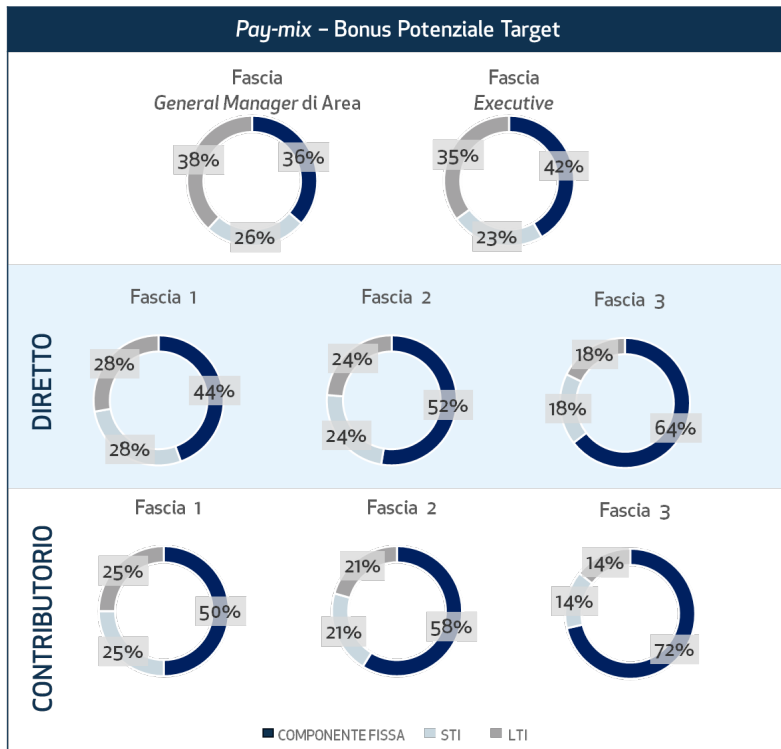 Pay-mix – Bonus Potenziale Target
Fascia
General Manager di Area
Fascia
Executive
38%
36%
26%
35%
42%
23%
DIRETTO
Fascia 1
Fascia 2
Fascia 3
28%
44%
28%
24%
52%
24%
18%
18%
64%
CONTRIBUTORIO
Fascia 1
Fascia 2
Fascia 3
25%
50%
25%
21%
58%
21%
14%
14%
72%
COMPONENTE FISSA
STI
LTI